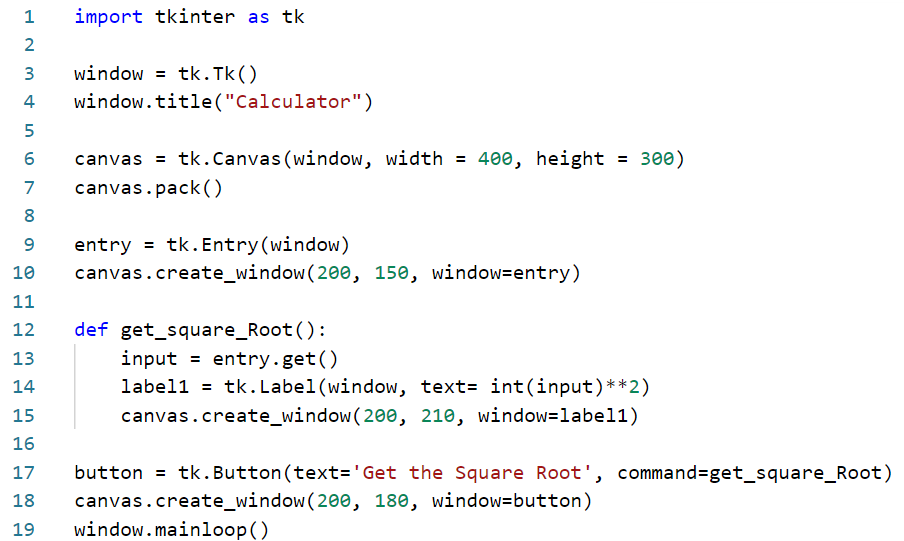 1 import tkinter as tk
2
3 window = tk.Tk()
4 window.title("Calculator")
5
6 canvas = tk.Canvas(window, width = 400, height = 300)
7 canvas.pack()
8
9 entry = tk.Entry(window)
10 canvas.create_window(200, 150, window=entry)
11
12 def get_square_Root():
13     input = entry.get()
14     label1 = tk.Label(window, text= int(input)**2)
15     canvas.create_window(200, 210, window=label1)
16
17 button = tk.Button(text='Get the Square Root', command=get_square_Root)
18 canvas.create_window(200, 180, window=button)
19 window.mainloop()